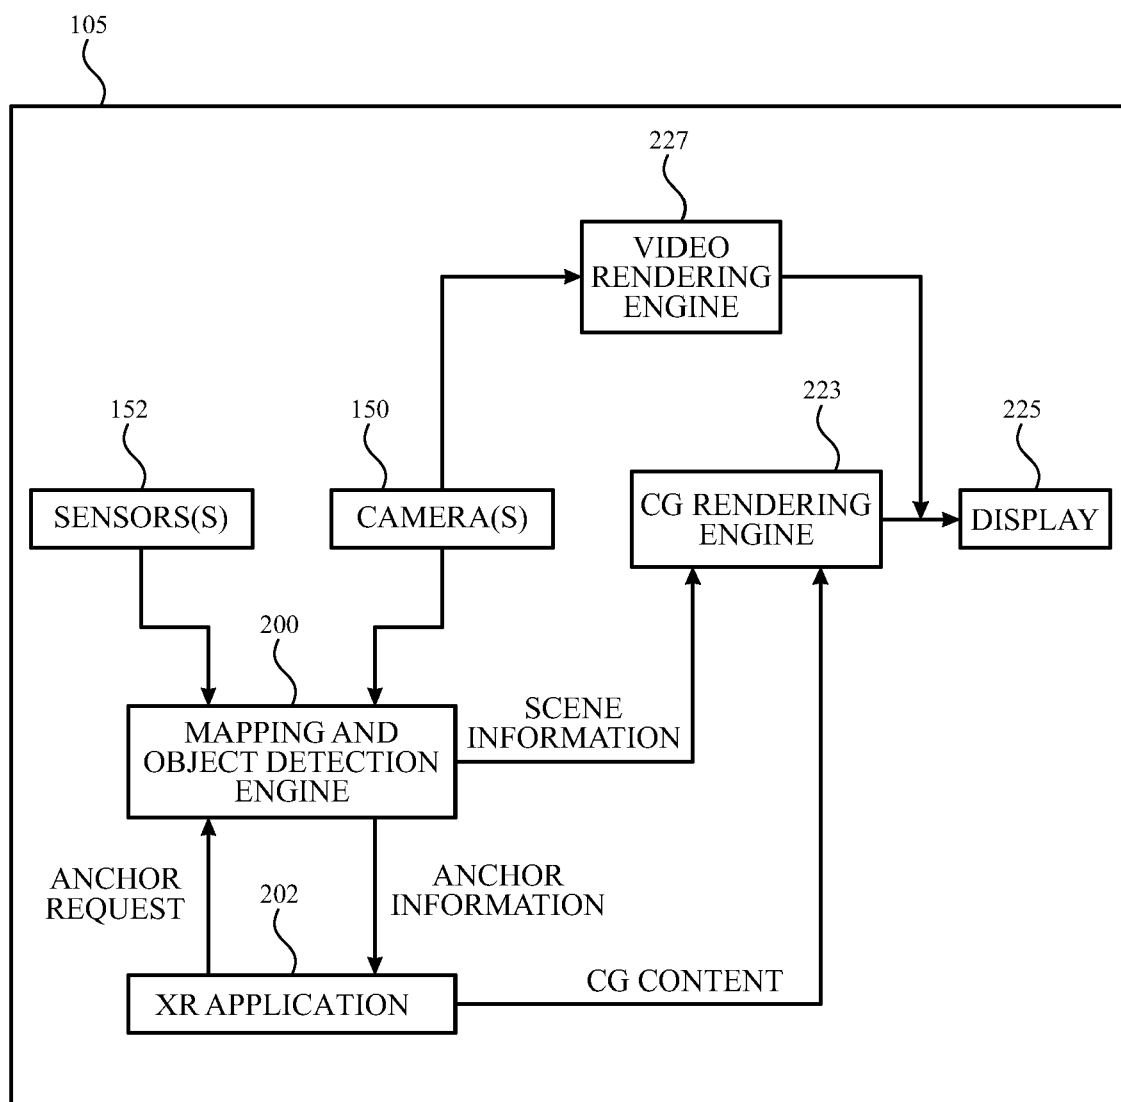 105
227
VIDEO
RENDERING
ENGINE
152
150
223
225
SENSORS(S)
CAMERA(S)
CG RENDERING
ENGINE
DISPLAY
200
MAPPING AND
OBJECT DETECTION
ENGINE
SCENE
INFORMATION
ANCHOR
REQUEST
202
ANCHOR
INFORMATION
XR APPLICATION
CG CONTENT